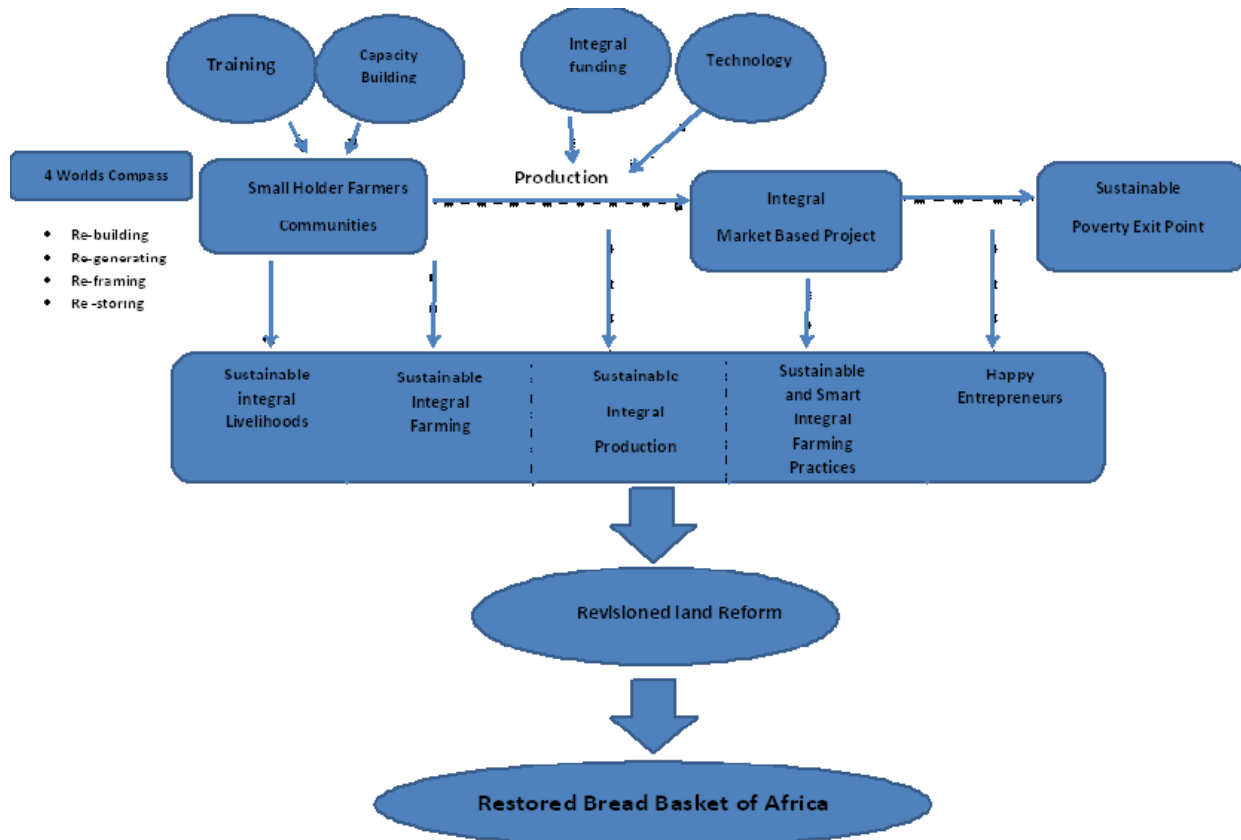 Training
Capacity
Building
Integral
funding
Technology
4 Worlds Compass
Re-building
Re-generating
Re-framing
Re-storing
Small Holder Farmers
Communities
Production
Integral
Market Based Project
Sustainable
Poverty Exit Point
Sustainable
integral
Livelihoods
Sustainable
Integral
Farming
Sustainable
Integral
Production
Sustainable
and Smart
Integral
Farming
Practices
Happy
Entrepreneurs
Revisioned land Reform
Restored Bread Basket of Africa